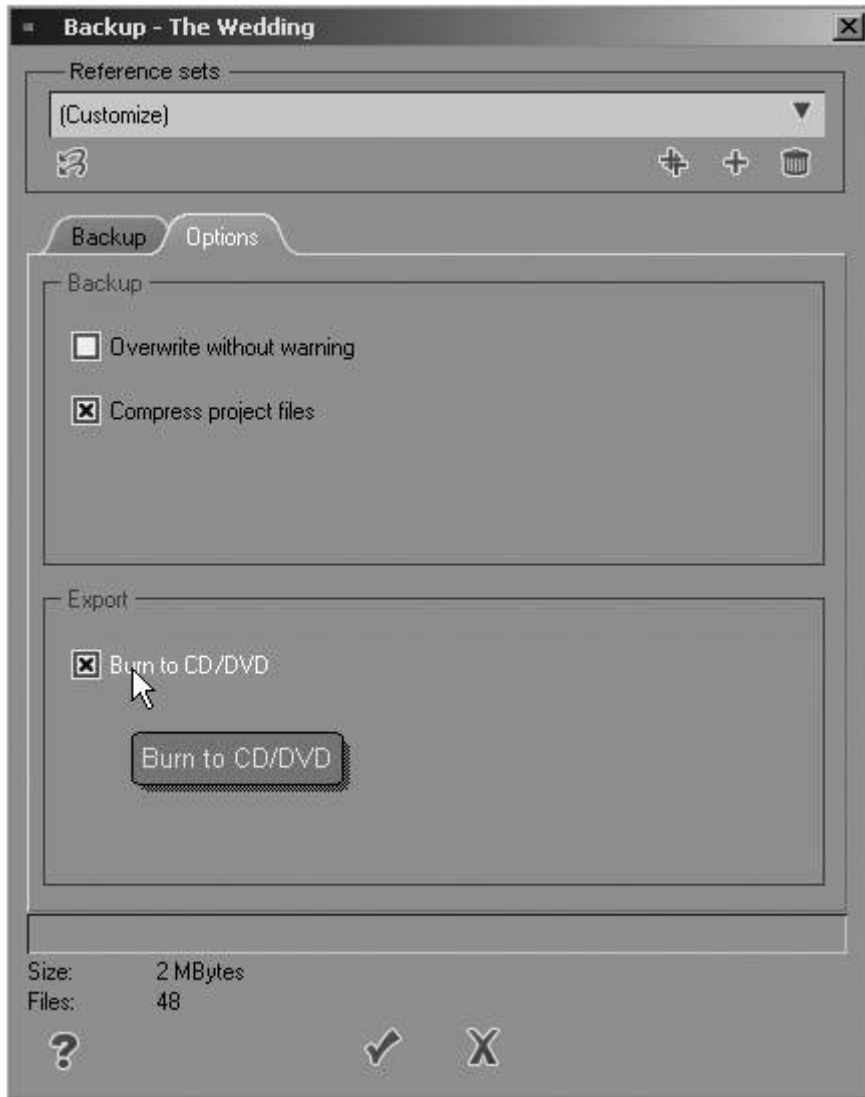 Backup - The Wedding
Reference sets
(Customize)
Backup Options
Backup
Overwrite without warning
Compress project files
Export
Burn to CD/DVD
Burn to CD/DVD
Size: 2 MBytes
Files: 48
?